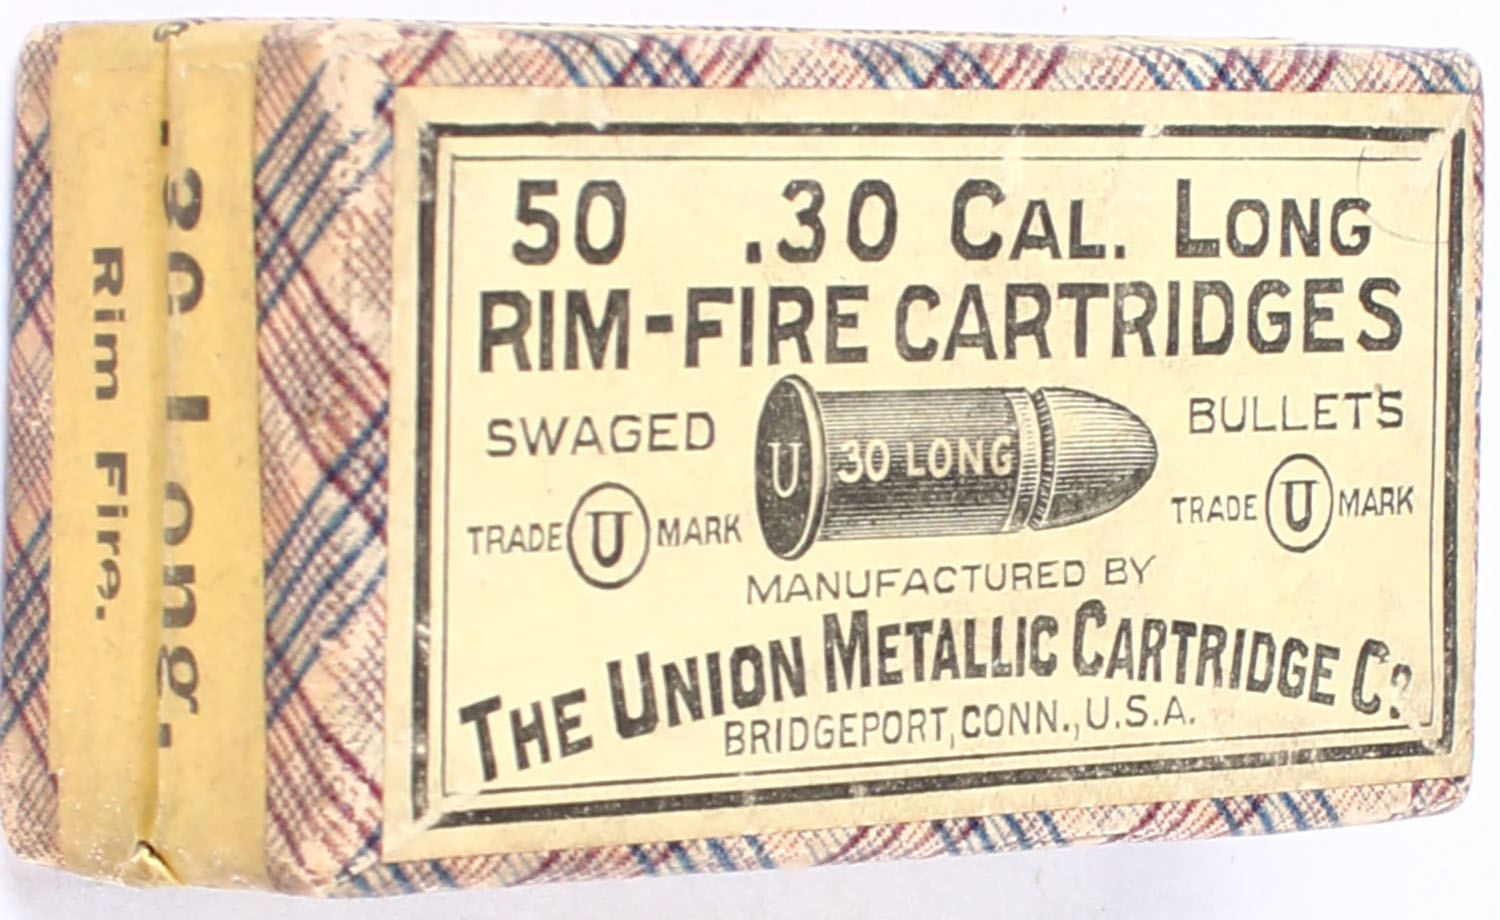 50 .30 CAL. LONG
RIM-FIRE CARTRIDGES
SWAGED BULLETS
U 30 LONG
TRADE U MARK
TRADE U MARK
MANUFACTURED BY
THE UNION METALLIC CARTRIDGE Co
BRIDGEPORT, CONN., U.S.A.
.30 Long.
Rim Fire.